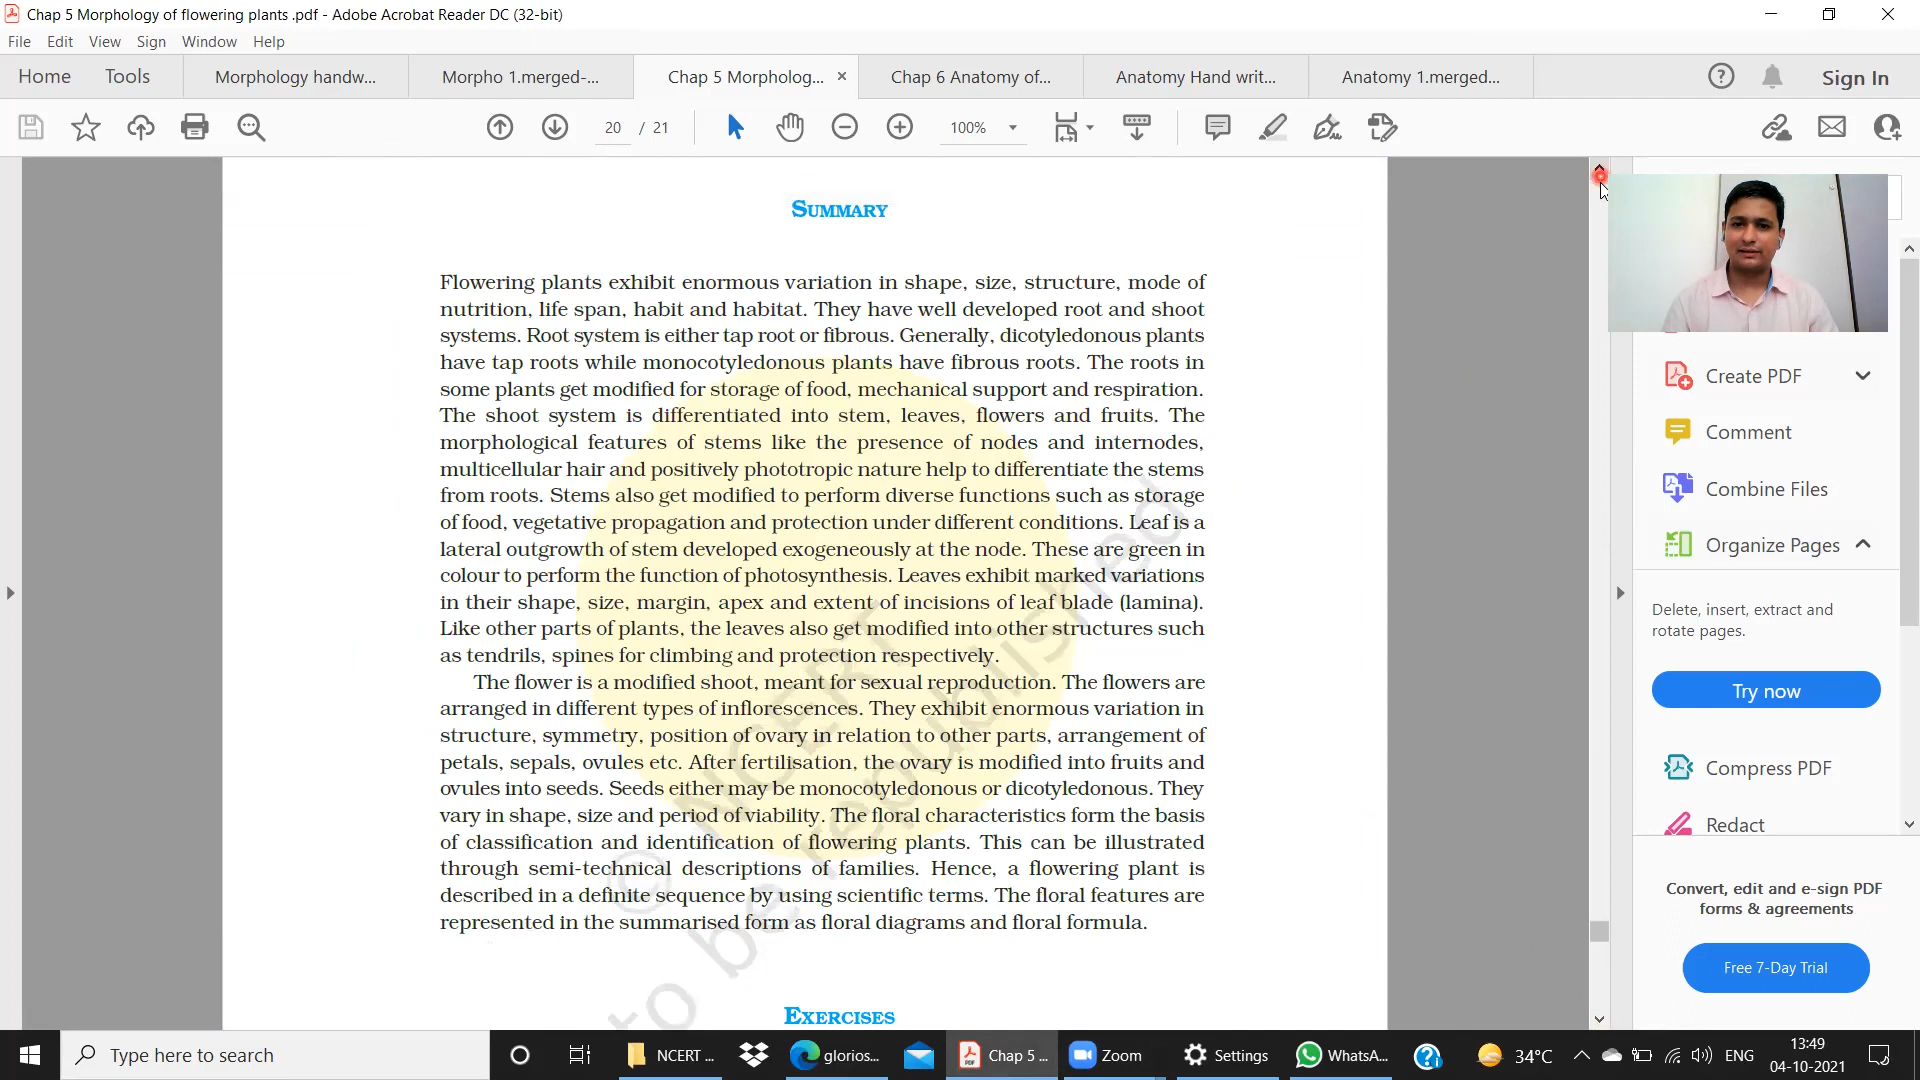 Chap 5 Morphology of flowering plants .pdf - Adobe Acrobat Reader DC (32-bit)
File Edit View Sign Window Help
Home Tools Morphology handw... Morpho 1.merged-... Chap 5 Morpholog... × Chap 6 Anatomy of... Anatomy Hand writ... Anatomy 1.merged... Sign In
20 / 21 100%
SUMMARY
Flowering plants exhibit enormous variation in shape, size, structure, mode of
nutrition, life span, habit and habitat. They have well developed root and shoot
systems. Root system is either tap root or fibrous. Generally, dicotyledonous plants
have tap roots while monocotyledonous plants have fibrous roots. The roots in
some plants get modified for storage of food, mechanical support and respiration.
The shoot system is differentiated into stem, leaves, flowers and fruits. The
morphological features of stems like the presence of nodes and internodes,
multicellular hair and positively phototropic nature help to differentiate the stems
from roots. Stems also get modified to perform diverse functions such as storage
of food, vegetative propagation and protection under different conditions. Leaf is a
lateral outgrowth of stem developed exogeneously at the node. These are green in
colour to perform the function of photosynthesis. Leaves exhibit marked variations
in their shape, size, margin, apex and extent of incisions of leaf blade (lamina).
Like other parts of plants, the leaves also get modified into other structures such
as tendrils, spines for climbing and protection respectively.
The flower is a modified shoot, meant for sexual reproduction. The flowers are
arranged in different types of inflorescences. They exhibit enormous variation in
structure, symmetry, position of ovary in relation to other parts, arrangement of
petals, sepals, ovules etc. After fertilisation, the ovary is modified into fruits and
ovules into seeds. Seeds either may be monocotyledonous or dicotyledonous. They
vary in shape, size and period of viability. The floral characteristics form the basis
of classification and identification of flowering plants. This can be illustrated
through semi-technical descriptions of families. Hence, a flowering plant is
described in a definite sequence by using scientific terms. The floral features are
represented in the summarised form as floral diagrams and floral formula.
EXERCISES
© NCERT
to be republished
Create PDF
Comment
Combine Files
Organize Pages
Delete, insert, extract and
rotate pages.
Try now
Compress PDF
Redact
Convert, edit and e-sign PDF
forms & agreements
Free 7-Day Trial
Type here to search NCERT ... glorios... Chap 5 ... Zoom Settings WhatsA... 34°C ENG 13:49
04-10-2021